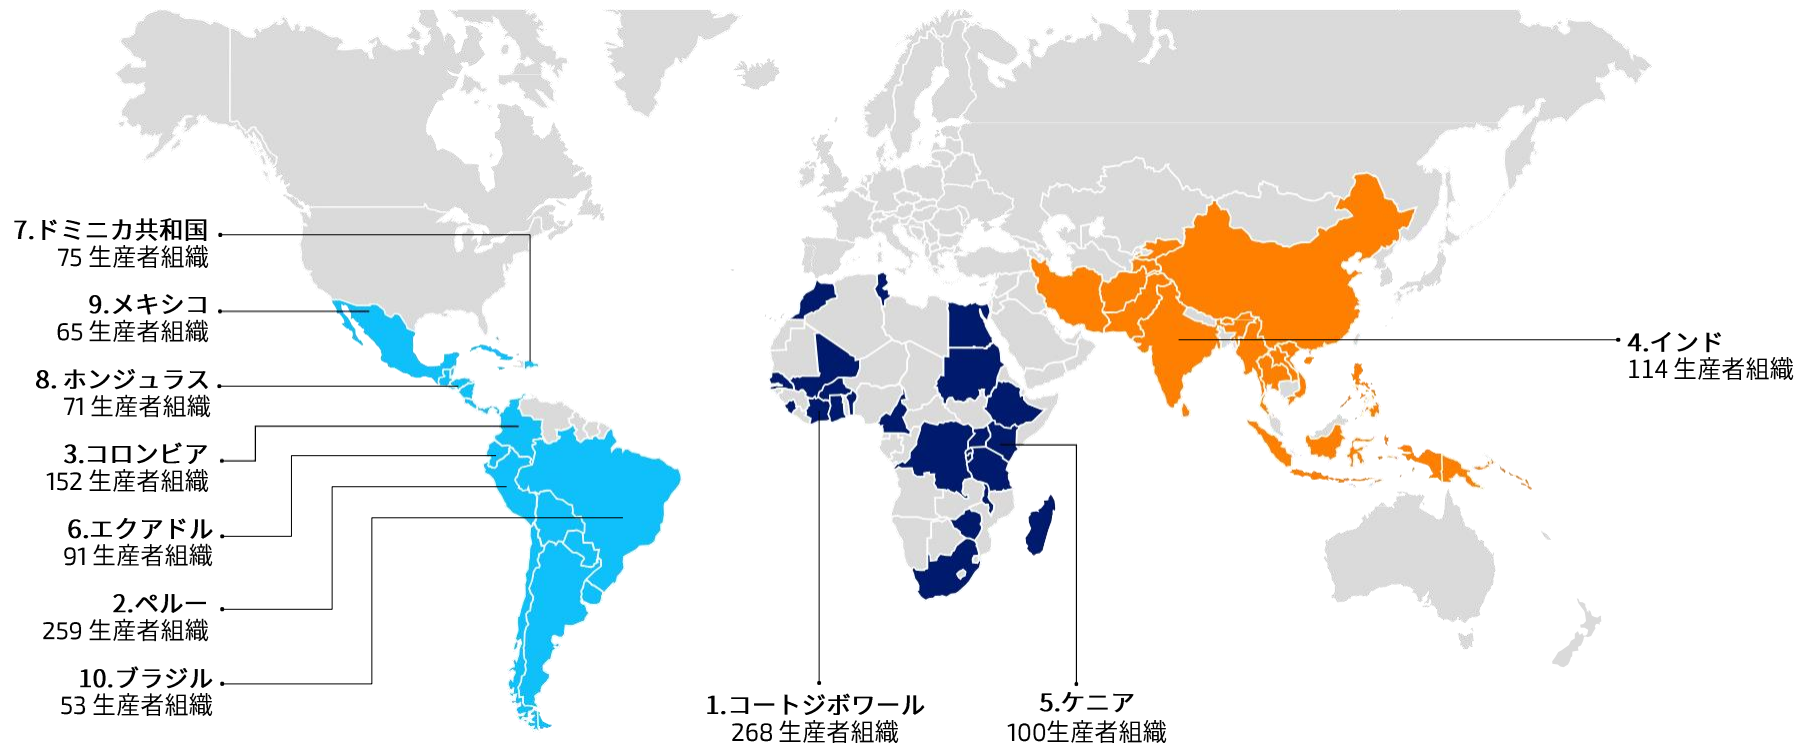 7.ドミニカ共和国
75 生産者組織
9.メキシコ
65 生産者組織
8. ホンジュラス
71 生産者組織
3.コロンビア
152 生産者組織
6.エクアドル
91 生産者組織
2.ペルー
259 生産者組織
10.ブラジル
53 生産者組織
1.コートジボワール
268 生産者組織
5.ケニア
100生産者組織
4.インド
114 生産者組織